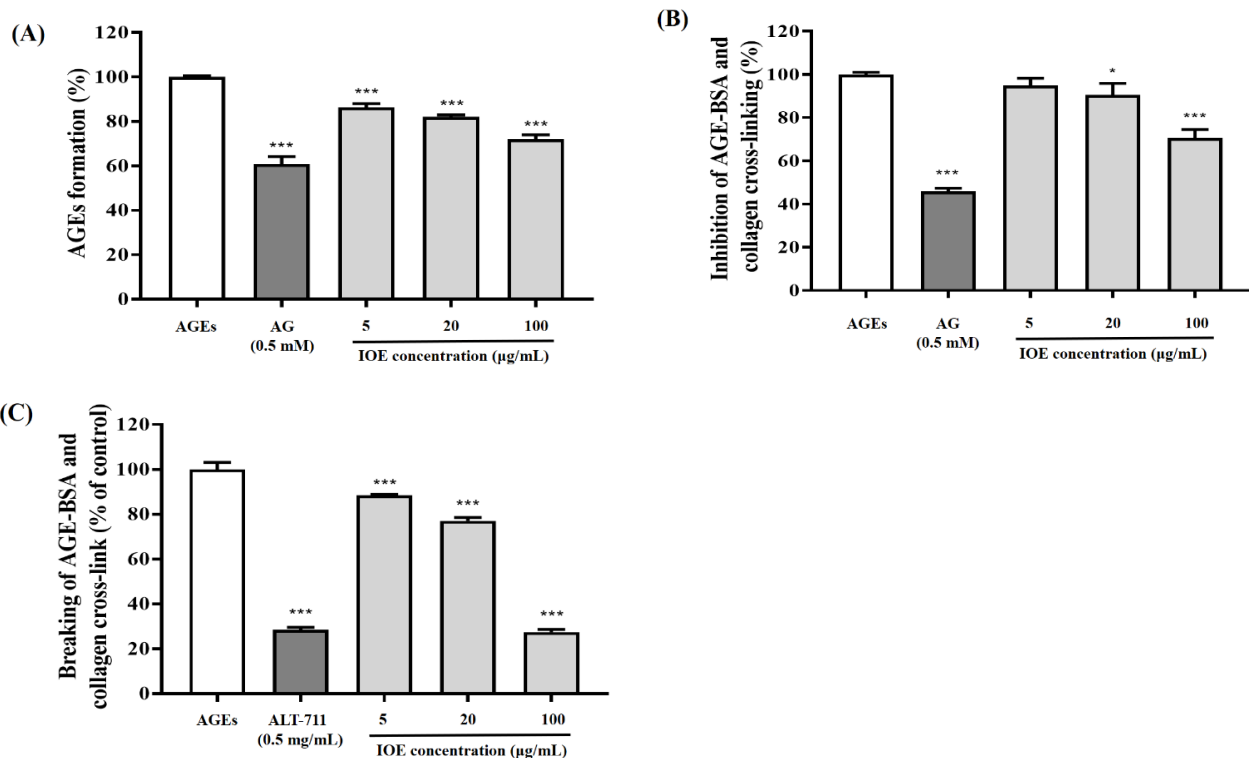 (A)
AGEs formation (%)
120
100
80
60
40
20
0
***
***
***
***
AGEs
AG
(0.5 mM)
5
20
100
IOE concentration (µg/mL)
(B)
Inhibition of AGE-BSA and
collagen cross-linking (%)
120
100
80
60
40
20
0
***
*
***
AGEs
AG
(0.5 mM)
5
20
100
IOE concentration (µg/mL)
(C)
Breaking of AGE-BSA and
collagen cross-link (% of control)
120
100
80
60
40
20
0
***
***
***
***
AGEs
ALT-711
(0.5 mg/mL)
5
20
100
IOE concentration (µg/mL)